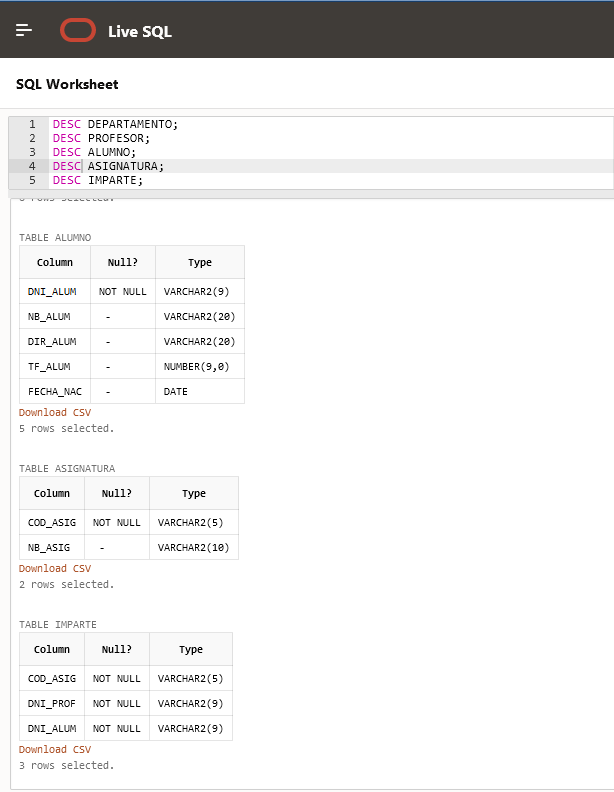 Live SQL
SQL Worksheet
1 DESC DEPARTAMENTO;
2 DESC PROFESOR;
3 DESC ALUMNO;
4 DESC ASIGNATURA;
5 DESC IMPARTE;
rows selected.
TABLE ALUMNO
Column Null? Type
DNI_ALUM NOT NULL VARCHAR2(9)
NB_ALUM - VARCHAR2(20)
DIR_ALUM - VARCHAR2(20)
TF_ALUM - NUMBER(9,0)
FECHA_NAC - DATE
Download CSV
5 rows selected.
TABLE ASIGNATURA
Column Null? Type
COD_ASIG NOT NULL VARCHAR2(5)
NB_ASIG - VARCHAR2(10)
Download CSV
2 rows selected.
TABLE IMPARTE
Column Null? Type
COD_ASIG NOT NULL VARCHAR2(5)
DNI_PROF NOT NULL VARCHAR2(9)
DNI_ALUM NOT NULL VARCHAR2(9)
Download CSV
3 rows selected.